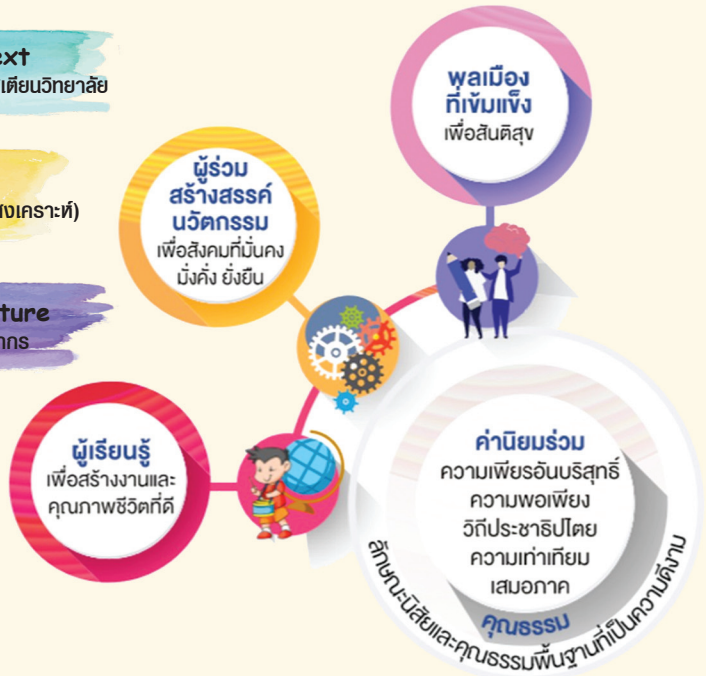 ext
เตียนวิทยาลัย
สงเคราะห์)
ture
ากร
พลเมือง
ที่เข้มแข็ง
เพื่อสันติสุข
ผู้ร่วม
สร้างสรรค์
นวัตกรรม
เพื่อสังคมที่มั่นคง
มั่งคั่ง ยั่งยืน
ผู้เรียนรู้
เพื่อสร้างงานและ
คุณภาพชีวิตที่ดี
ค่านิยมร่วม
ความเพียรอันบริสุทธิ์
ความพอเพียง
วิถีประชาธิปไตย
ความเท่าเทียม
เสมอภาค
คุณธรรม
ลักษณะนิสัยและคุณธรรมพื้นฐานที่เป็นความดีงาม